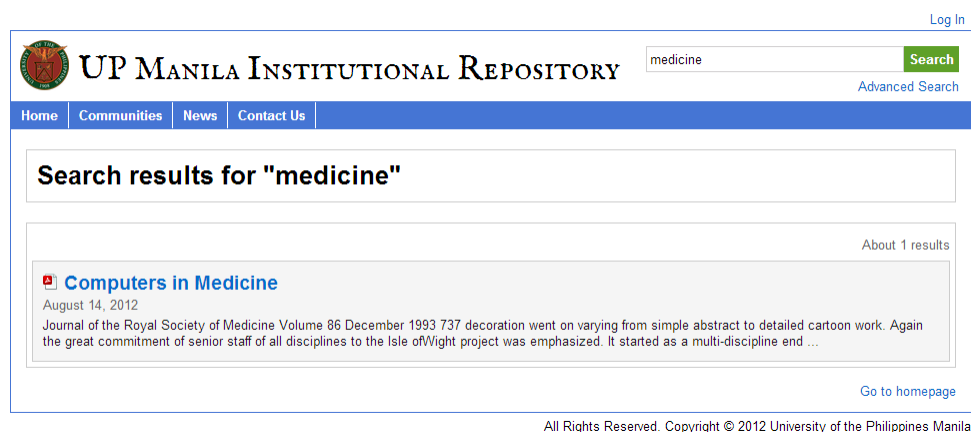 Log In
UP Manila Institutional Repository
medicine
Search
Advanced Search
Home
Communities
News
Contact Us
Search results for "medicine"
About 1 results
Computers in Medicine
August 14, 2012
Journal of the Royal Society of Medicine Volume 86 December 1993 737 decoration went on varying from simple abstract to detailed cartoon work. Again
the great commitment of senior staff of all disciplines to the Isle ofWight project was emphasized. It started as a multi-discipline end ...
Go to homepage
All Rights Reserved. Copyright © 2012 University of the Philippines Manila